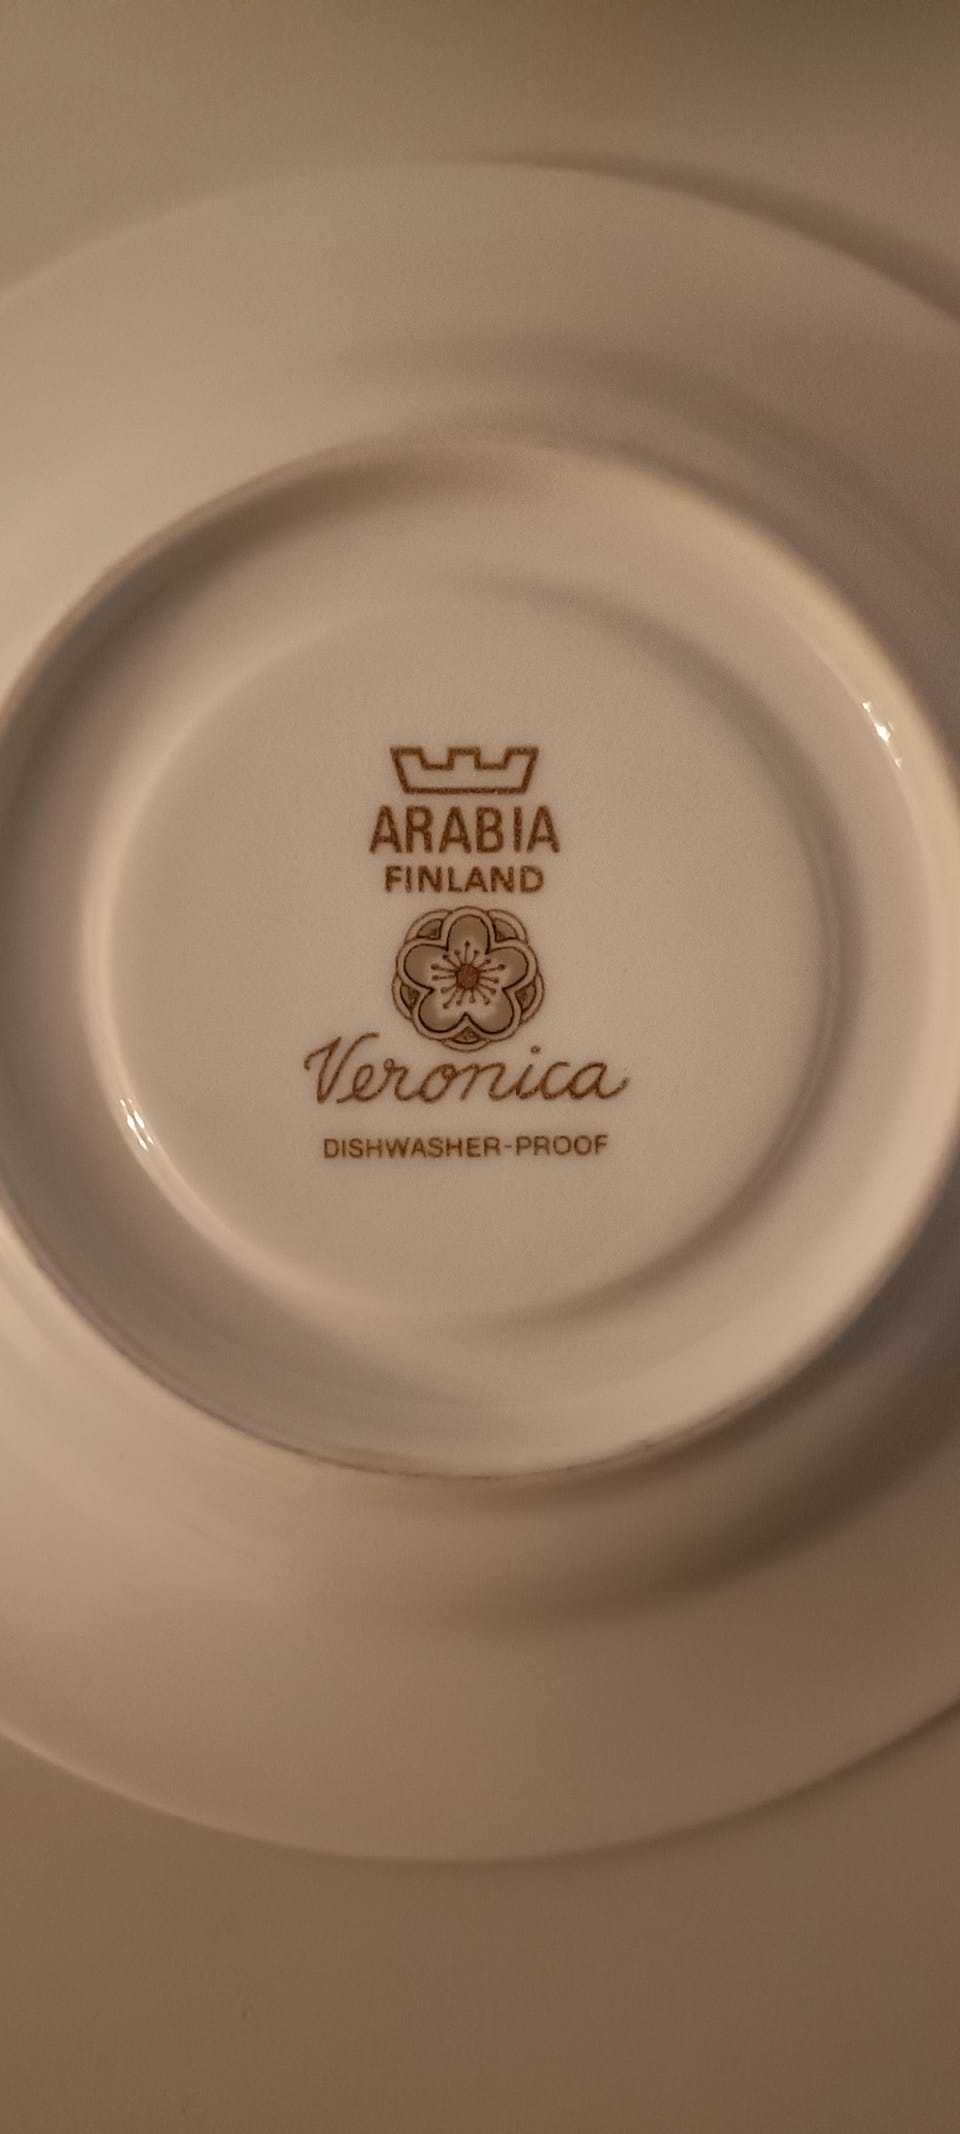 ARABIA
FINLAND
Veronica
DISHWASHER-PROOF